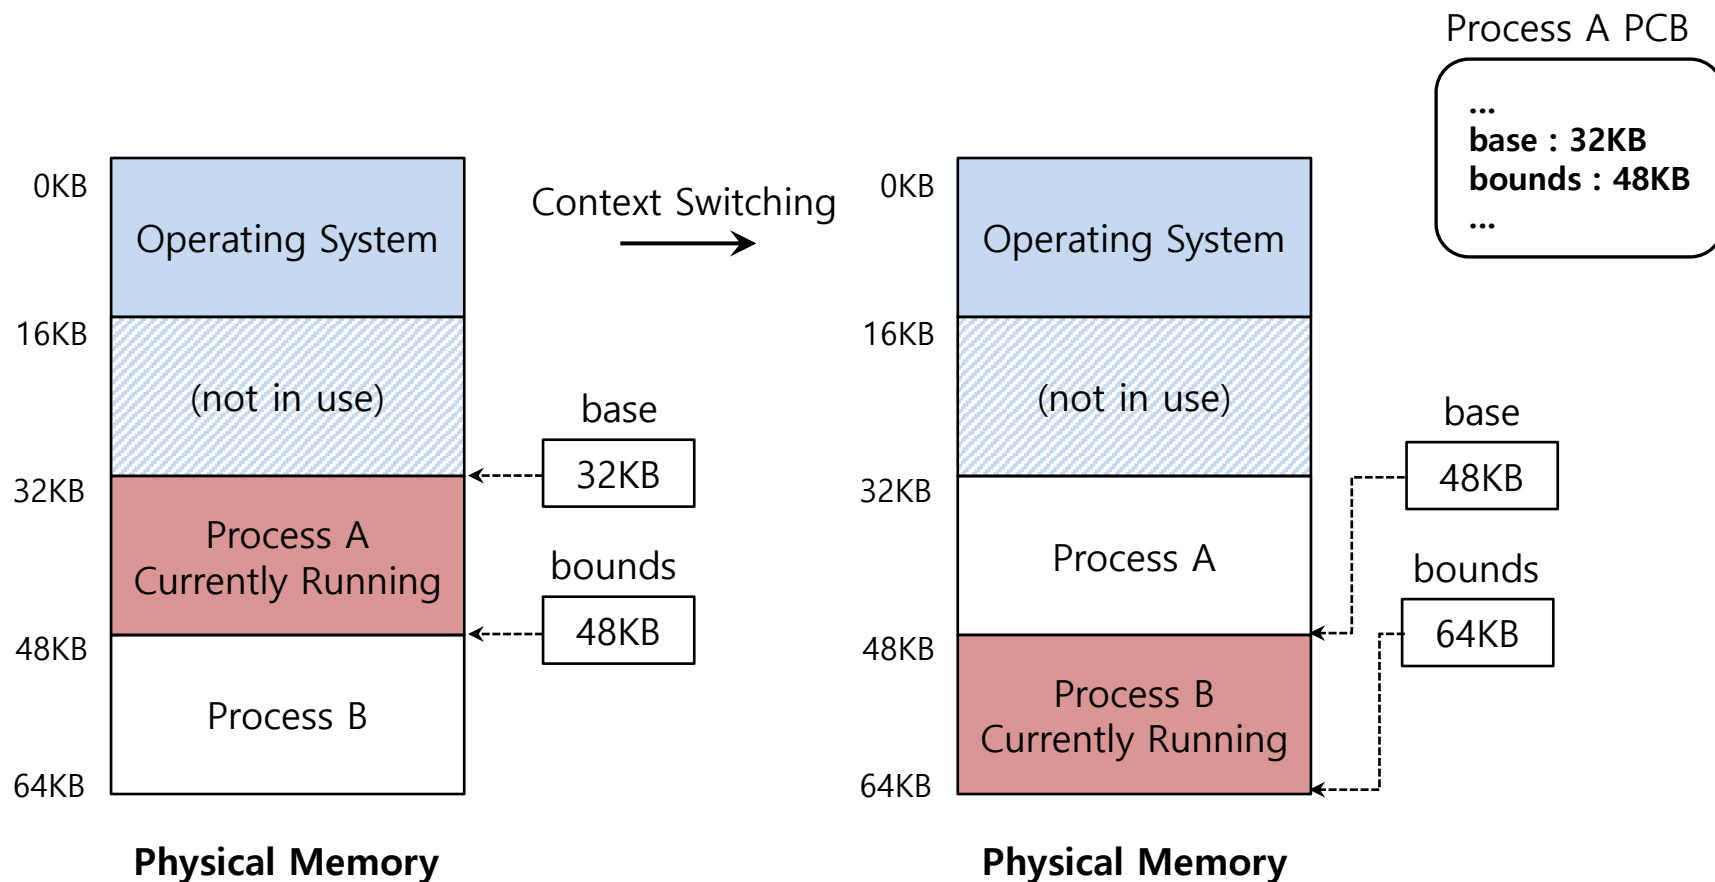 Process A PCB
...
base : 32KB
bounds : 48KB
...
0KB
Operating System
16KB
(not in use)
32KB
Process A
Currently Running
48KB
Process B
64KB
Physical Memory
base
32KB
bounds
48KB
Context Switching
0KB
Operating System
16KB
(not in use)
32KB
Process A
48KB
Process B
Currently Running
64KB
Physical Memory
base
48KB
bounds
64KB